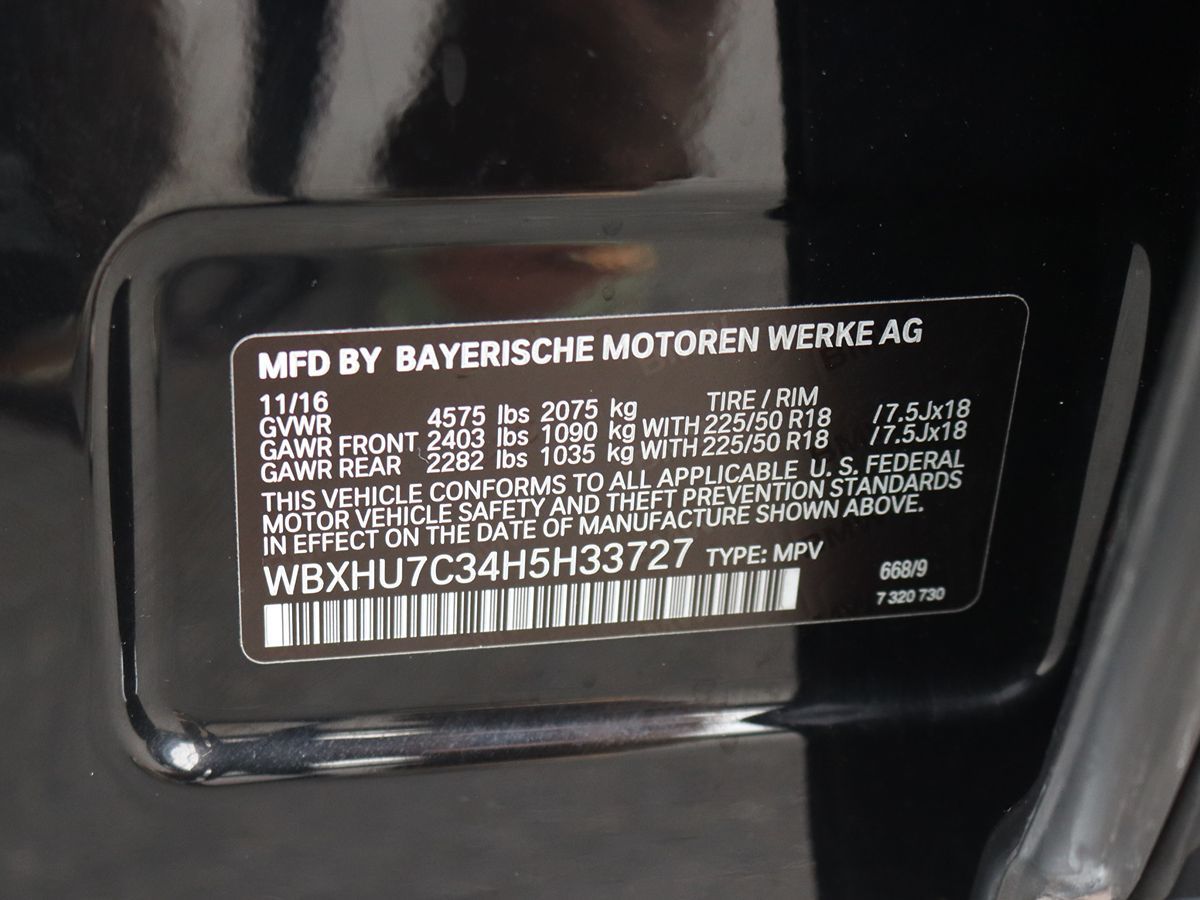 MFD BY BAYERISCHE MOTOREN WERKE AG
11/16 TIRE / RIM
GVWR 4575 lbs 2075 kg WITH 225/50 R18 /7.5Jx18
GAWR FRONT 2403 lbs 1090 kg WITH 225/50 R18 /7.5Jx18
GAWR REAR 2282 lbs 1035 kg
THIS VEHICLE CONFORMS TO ALL APPLICABLE U. S. FEDERAL
MOTOR VEHICLE SAFETY AND THEFT PREVENTION STANDARDS
IN EFFECT ON THE DATE OF MANUFACTURE SHOWN ABOVE.
WBXHU7C34H5H33727 TYPE: MPV
668/9
7 320 730